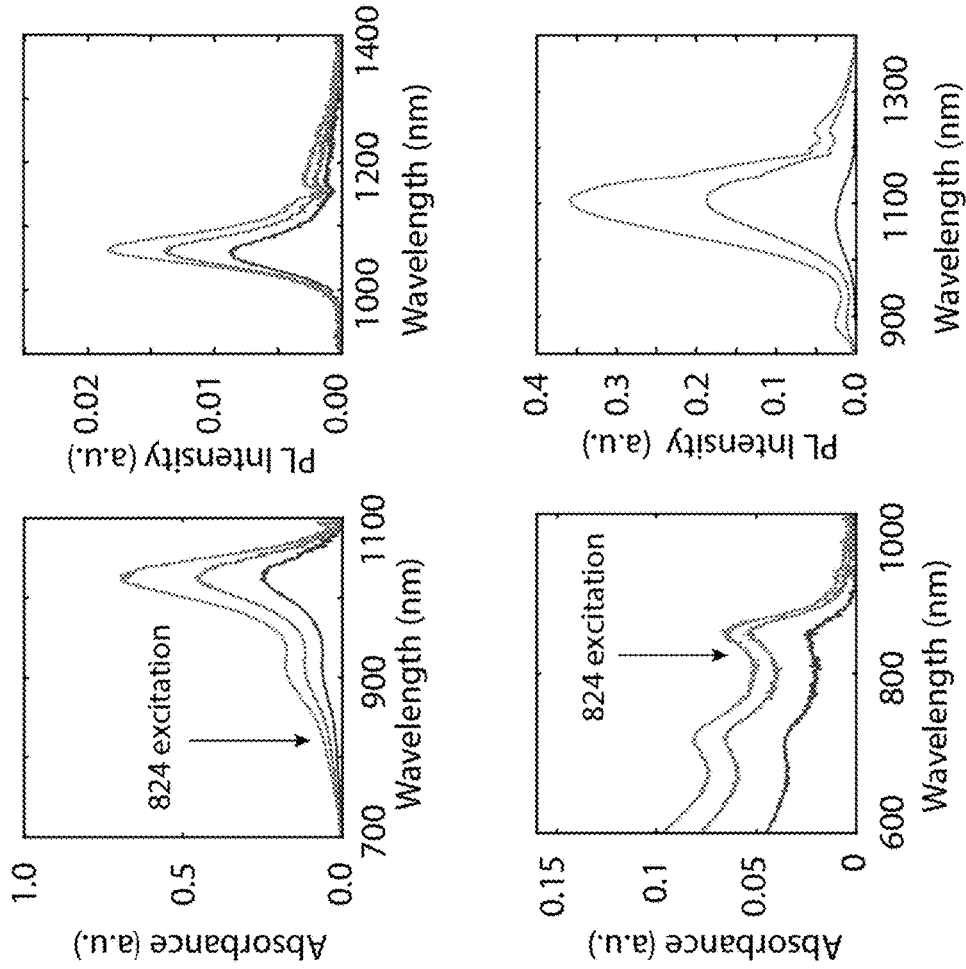 Absorbance (a.u.)
1.0
0.5
0.0
824 excitation
700
900
1100
Wavelength (nm)
PL Intensity (a.u.)
0.02
0.01
0.00
1000
1200
1400
Wavelength (nm)
Absorbance (a.u.)
0.15
0.1
0.05
0
824 excitation
600
800
1000
Wavelength (nm)
PL Intensity (a.u.)
0.4
0.3
0.2
0.1
0.0
900
1100
1300
Wavelength (nm)